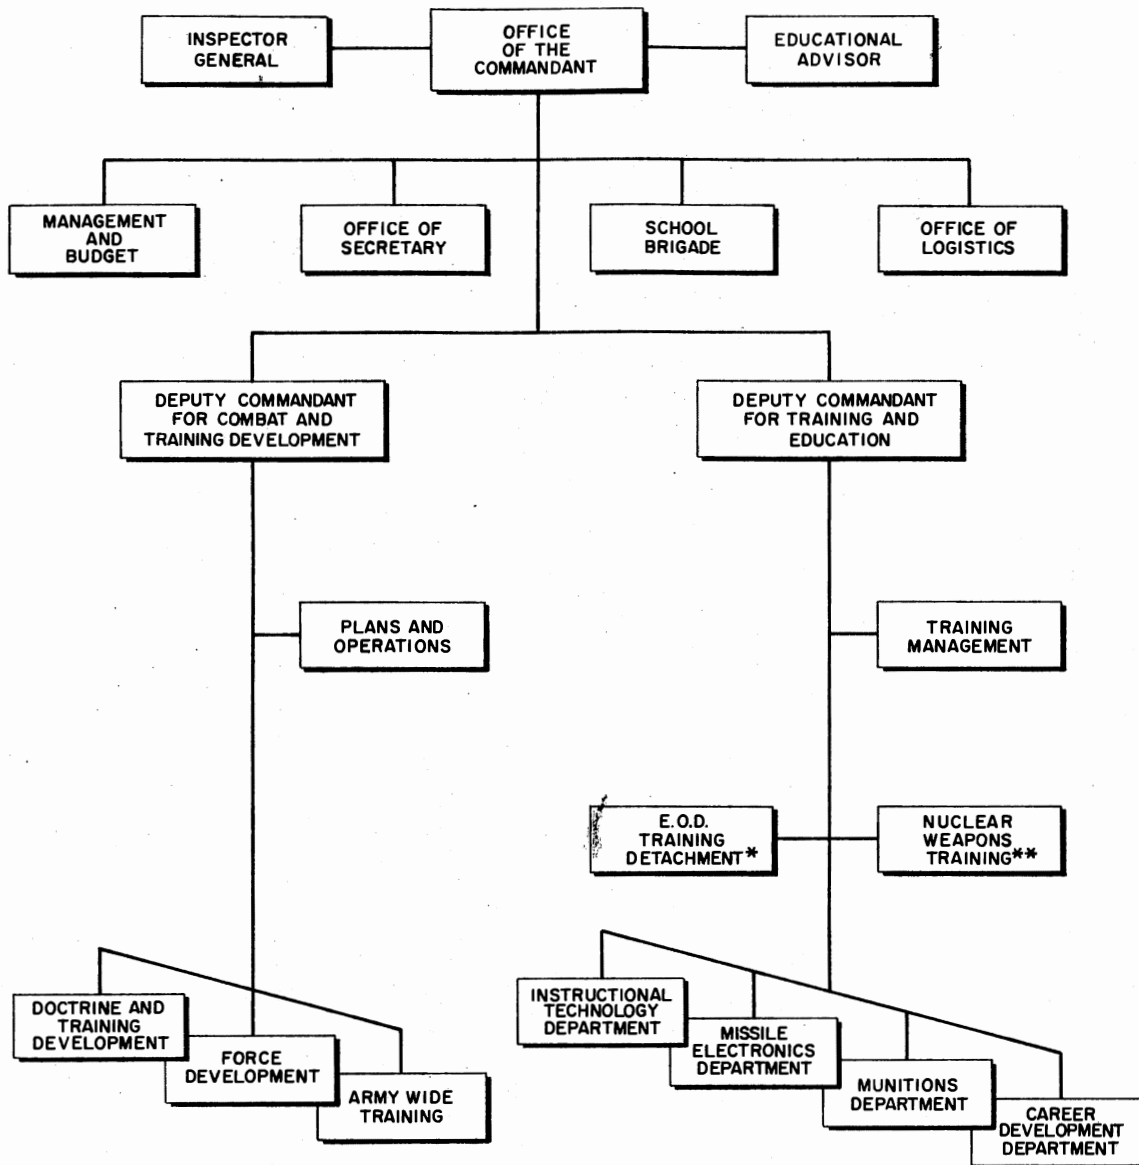 INSPECTOR
GENERAL
OFFICE
OF THE
COMMANDANT
EDUCATIONAL
ADVISOR
MANAGEMENT
AND
BUDGET
OFFICE OF
SECRETARY
SCHOOL
BRIGADE
OFFICE OF
LOGISTICS
DEPUTY COMMANDANT
FOR COMBAT AND
TRAINING DEVELOPMENT
DEPUTY COMMANDANT
FOR TRAINING AND
EDUCATION
PLANS AND
OPERATIONS
TRAINING
MANAGEMENT
E.O.D.
TRAINING
DETACHMENT*
NUCLEAR
WEAPONS
TRAINING**
DOCTRINE AND
TRAINING
DEVELOPMENT
FORCE
DEVELOPMENT
ARMY WIDE
TRAINING
INSTRUCTIONAL
TECHNOLOGY
DEPARTMENT
MISSILE
ELECTRONICS
DEPARTMENT
MUNITIONS
DEPARTMENT
CAREER
DEVELOPMENT
DEPARTMENT